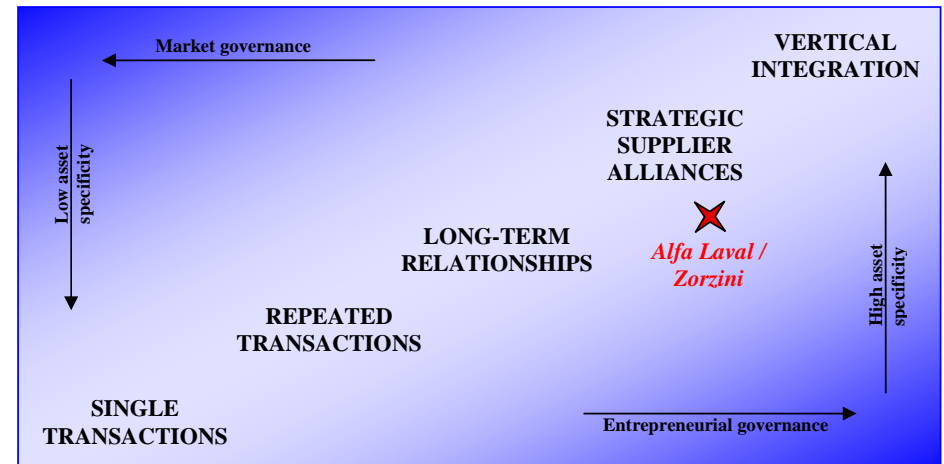 Market governance
VERTICAL
INTEGRATION
STRATEGIC
SUPPLIER
ALLIANCES
Low asset
specificity
LONG-TERM
RELATIONSHIPS
Alfa Laval /
Zorzini
High asset
specificity
REPEATED
TRANSACTIONS
SINGLE
TRANSACTIONS
Entrepreneurial governance